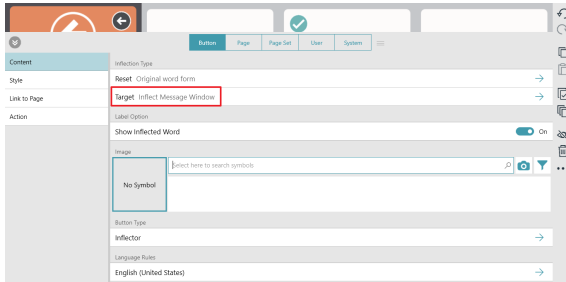 Button Page Page Set User System
Content
Style
Link to Page
Action
Inflection Type
Reset Original word form
Target Inflect Message Window
Label Option
Show Inflected Word On
Image
Select here to search symbols
No Symbol
Button Type
Inflector
Language Rules
English (United States)